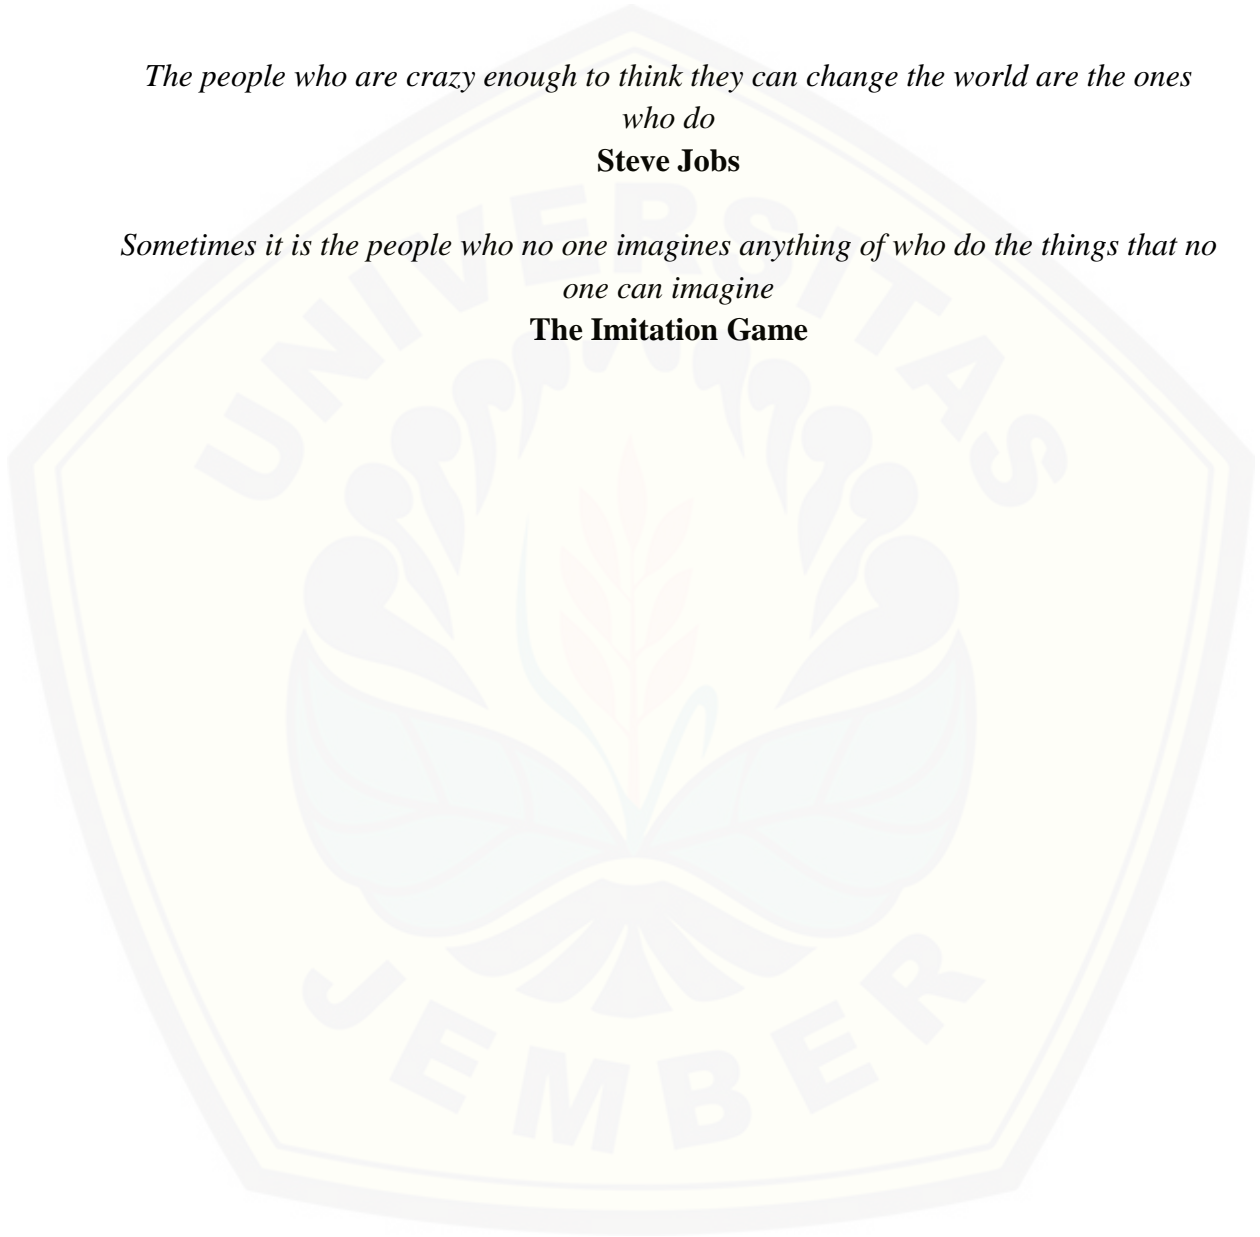 The people who are crazy enough to think they can change the world are the ones
who do
Steve Jobs
Sometimes it is the people who no one imagines anything of who do the things that no
one can imagine
The Imitation Game
UNIVERSITAS
JEMBER